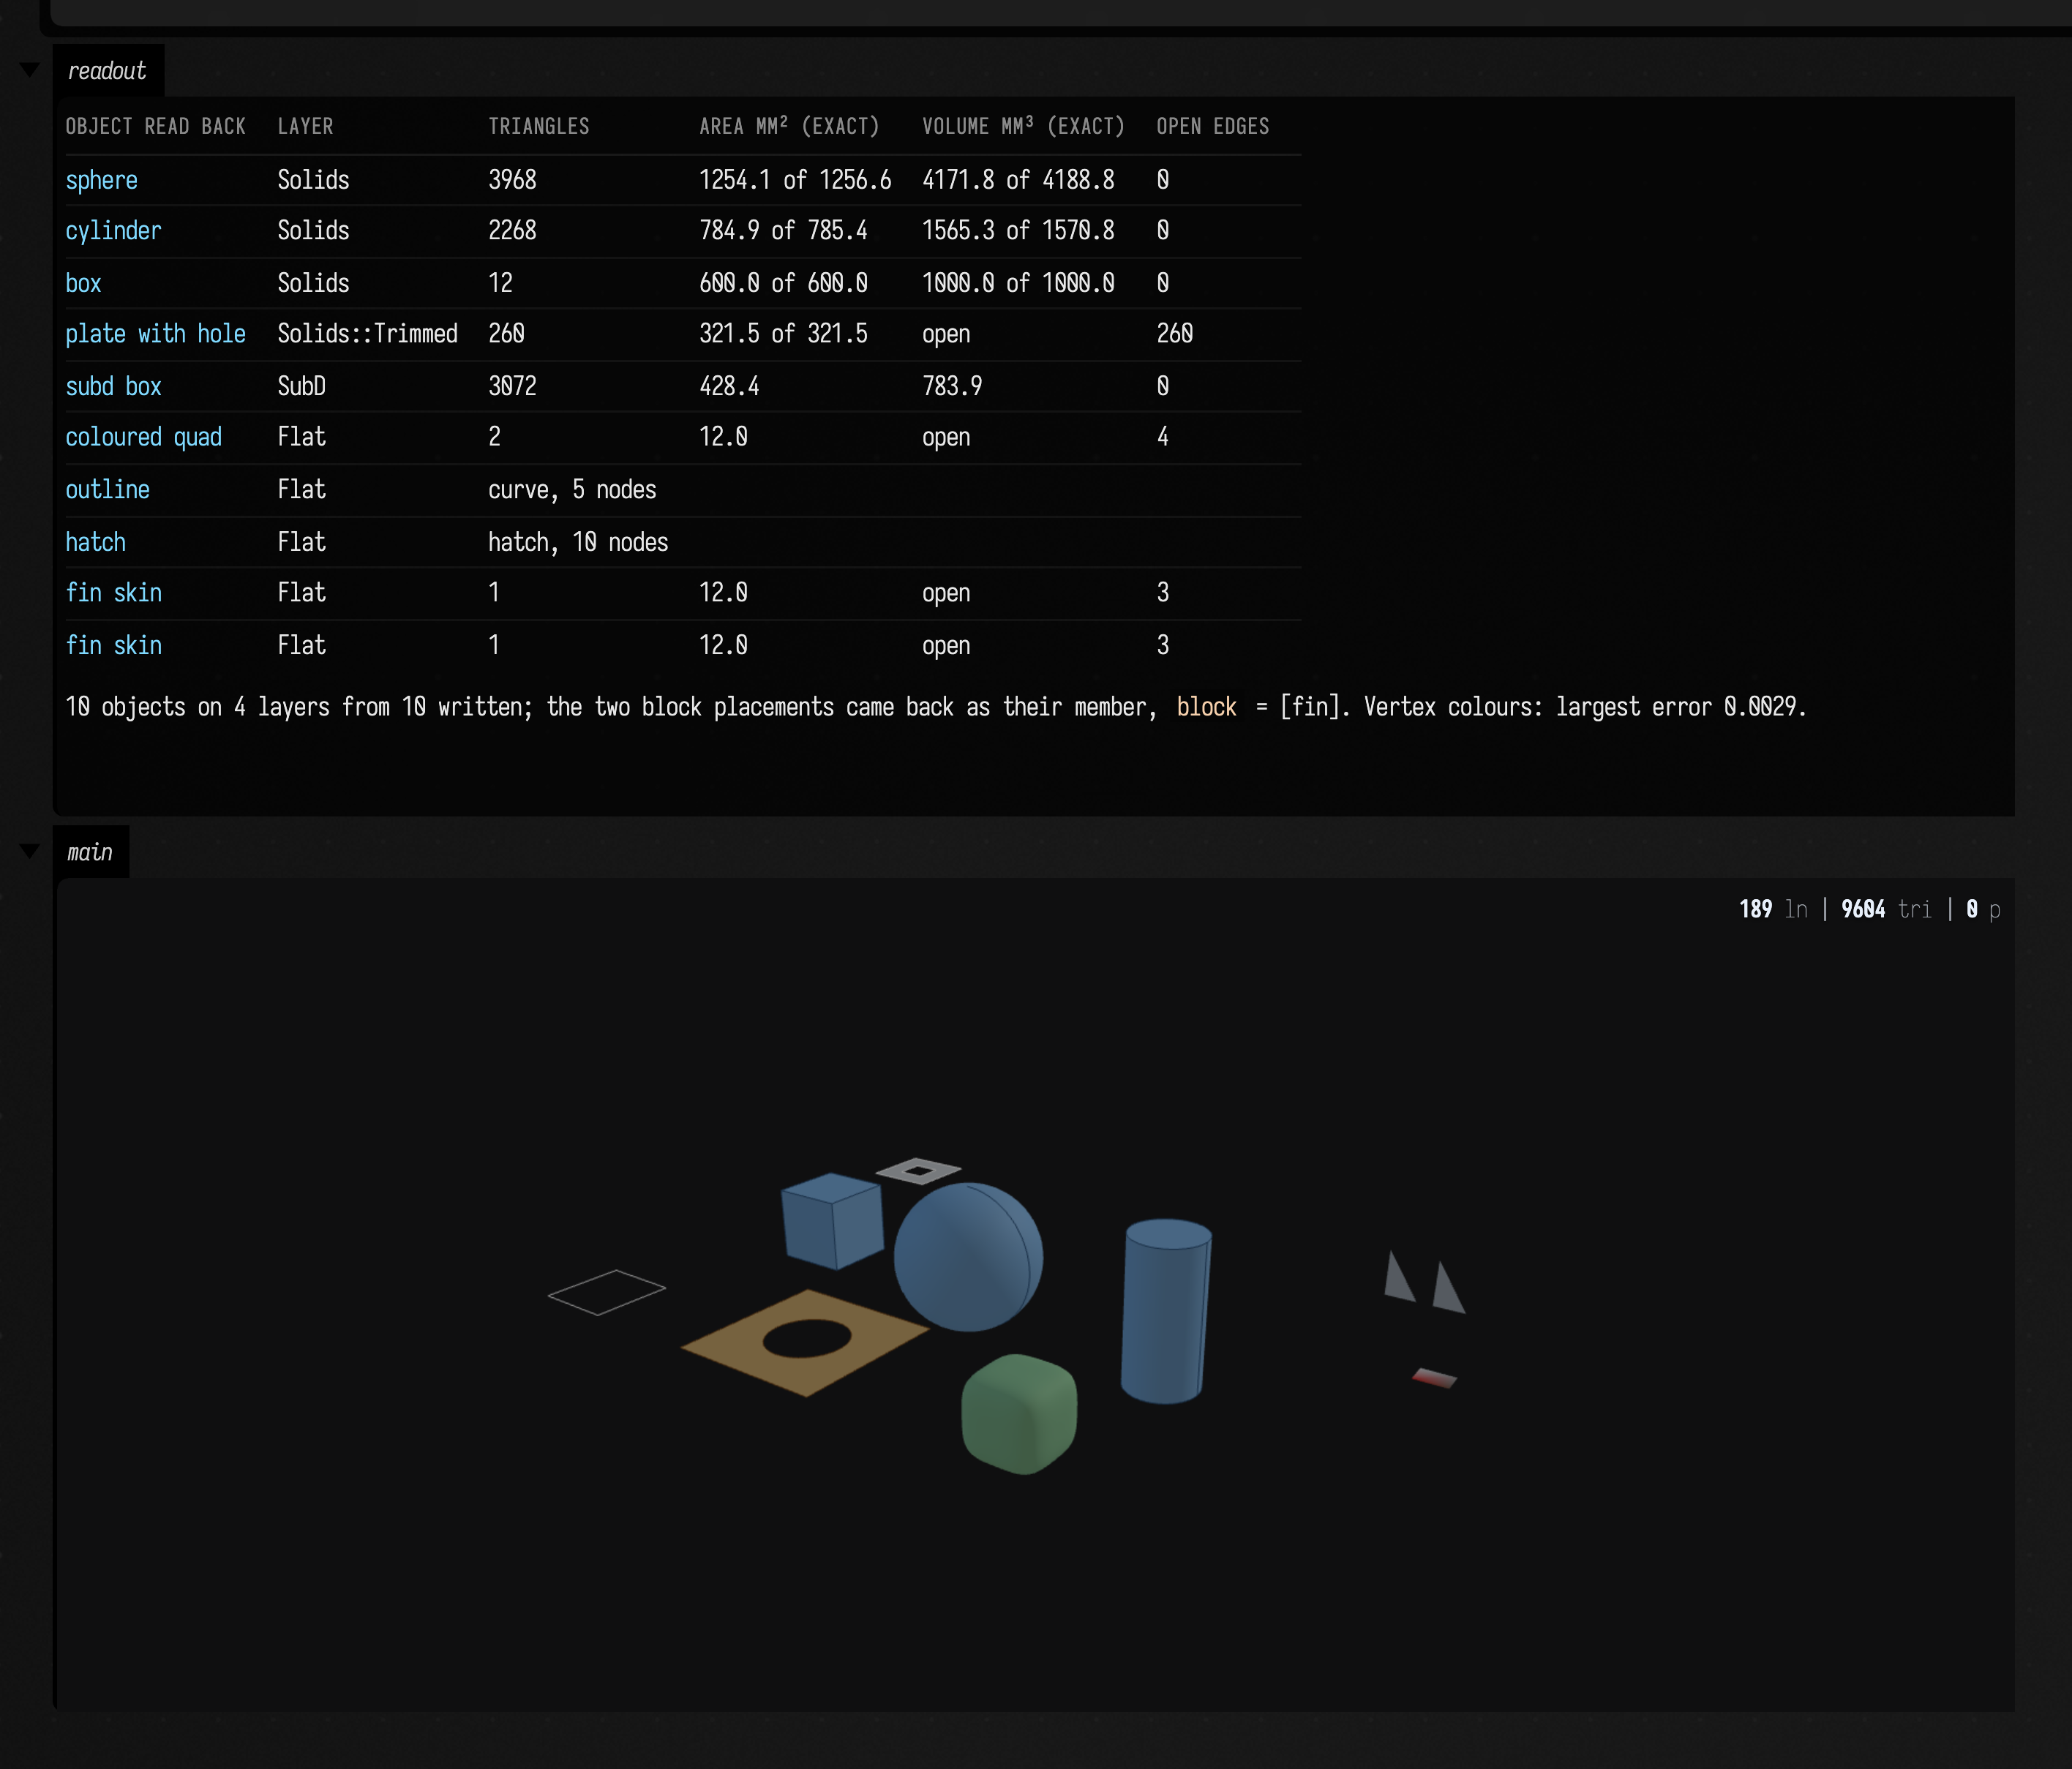 readout
OBJECT READ BACK LAYER TRIANGLES AREA MM² (EXACT) VOLUME MM³ (EXACT) OPEN EDGES
sphere Solids 3968 1254.1 of 1256.6 4171.8 of 4188.8 0
cylinder Solids 2268 784.9 of 785.4 1565.3 of 1570.8 0
box Solids 12 600.0 of 600.0 1000.0 of 1000.0 0
plate with hole Solids::Trimmed 260 321.5 of 321.5 open 260
subd box SubD 3072 428.4 783.9 0
coloured quad Flat 2 12.0 open 4
outline Flat curve, 5 nodes
hatch Flat hatch, 10 nodes
fin skin Flat 1 12.0 open 3
fin skin Flat 1 12.0 open 3
10 objects on 4 layers from 10 written; the two block placements came back as their member, block = [fin]. Vertex colours: largest error 0.0029.
main
189 ln | 9604 tri | 0 p